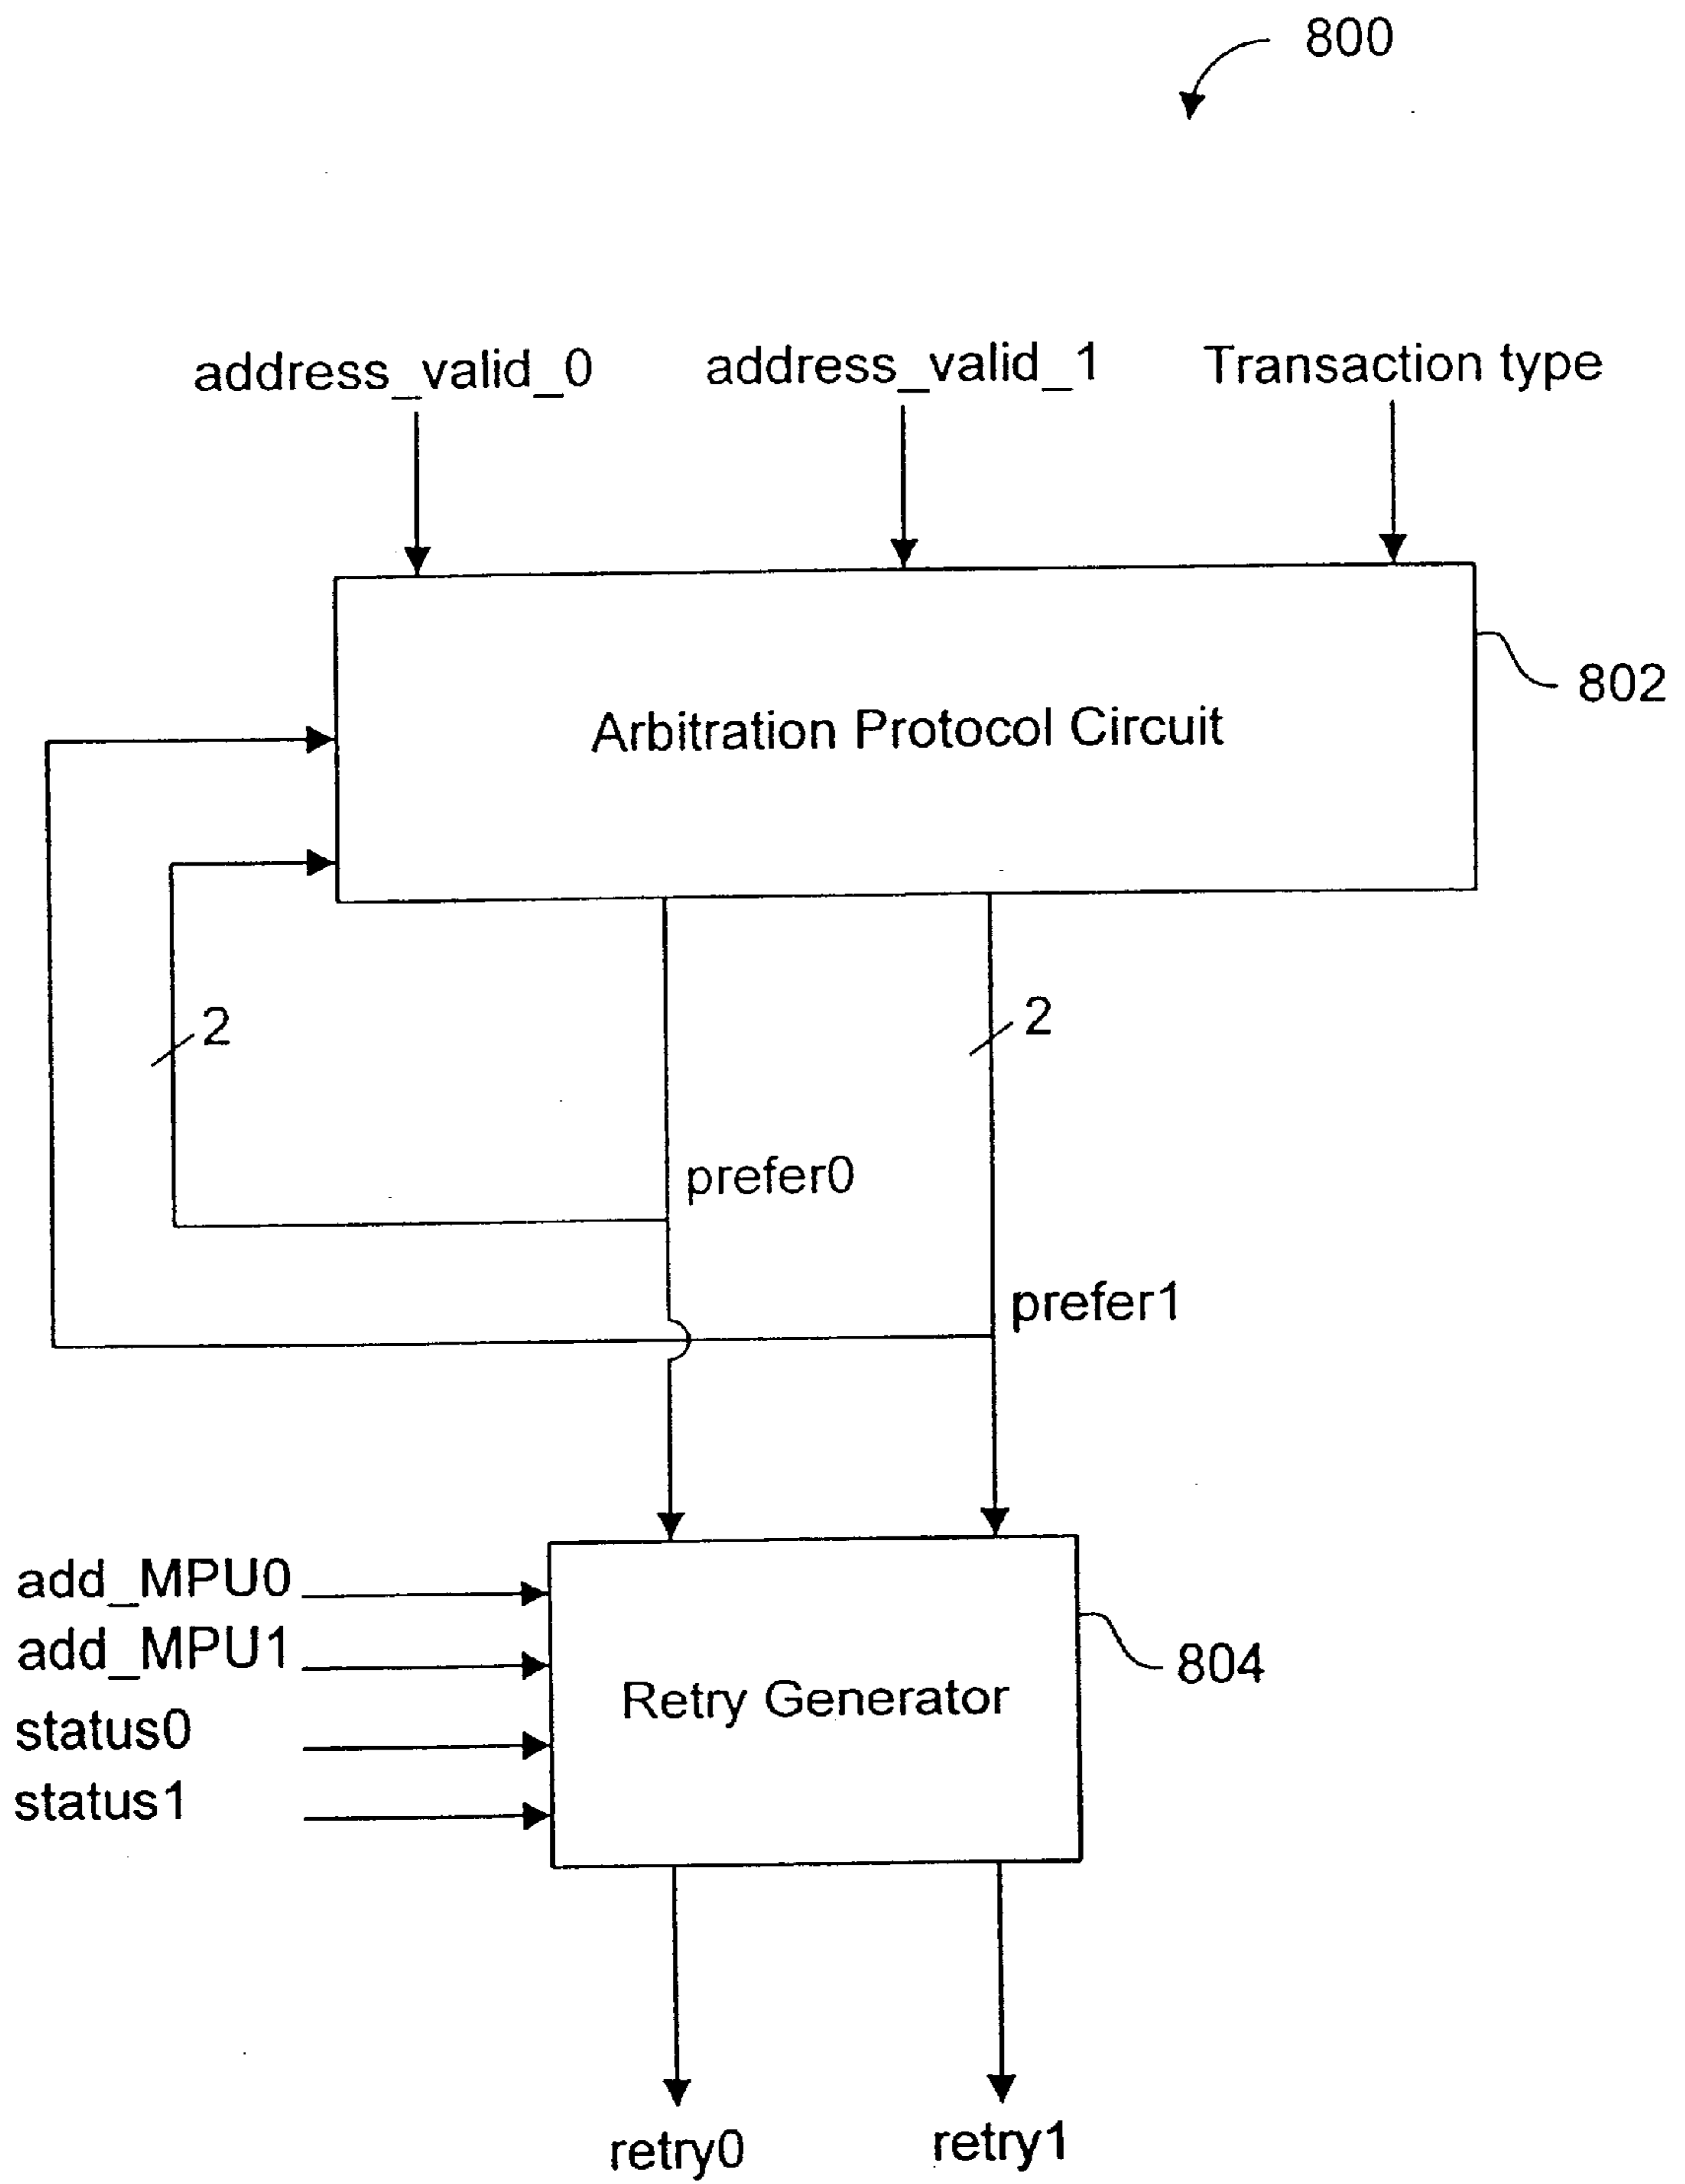 800
address_valid_0
address_valid_1
Transaction type
802
Arbitration Protocol Circuit
2
2
prefer0
prefer1
add_MPU0
add_MPU1
804
Retry Generator
status0
status1
retry0
retry1